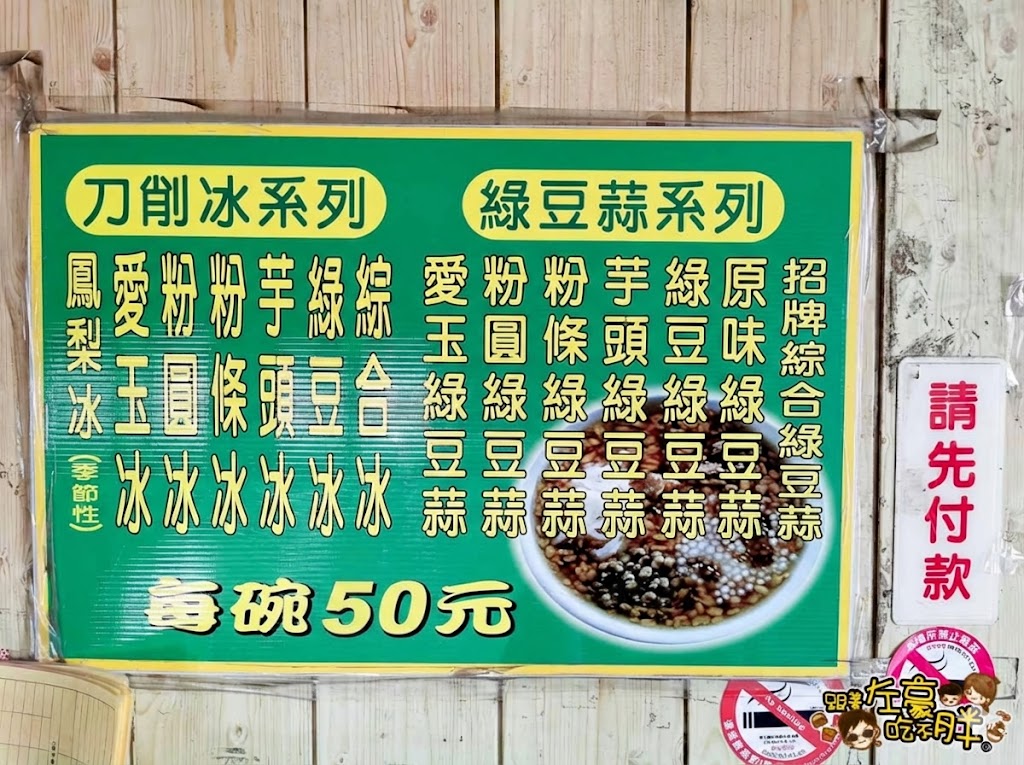 綠豆蒜系列
招牌綜合綠豆蒜
原味綠豆蒜
綠豆綠豆蒜
芋頭綠豆蒜
粉條綠豆蒜
粉圓綠豆蒜
愛玉綠豆蒜
刀削冰系列
綜合冰
綠豆冰
芋頭冰
粉條冰
粉圓冰
愛玉冰
鳳梨冰(季節性)
每碗50元
請先付款
跟著左豪吃不胖